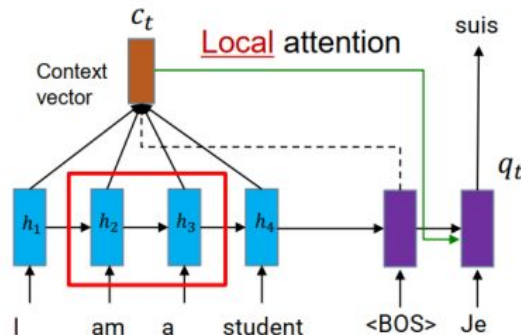 c_t
Local attention
suis
Context
vector
q_t
h_1
h_2
h_3
h_4
I
am
a
student
<BOS>
Je